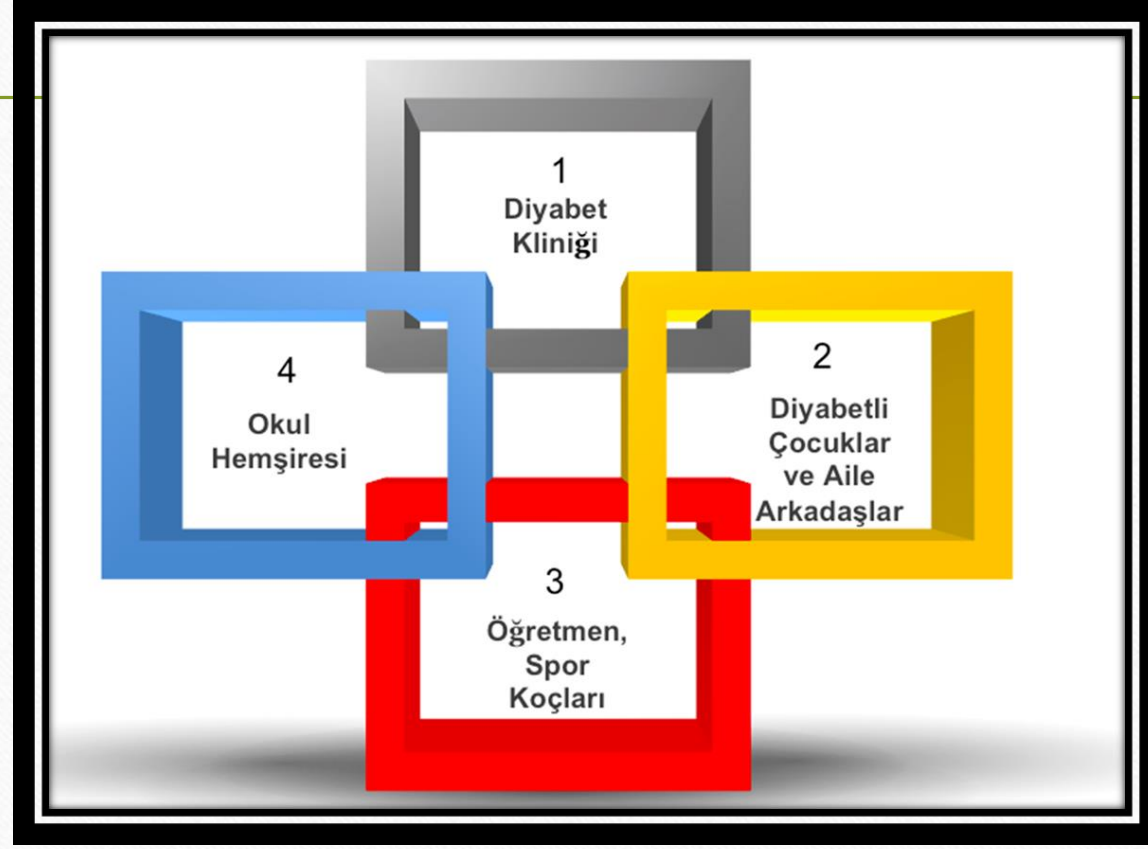 1
Diyabet
Kliniği
2
Diyabetli
Çocuklar
ve Aile
Arkadaşlar
3
Öğretmen,
Spor
Koçları
4
Okul
Hemşiresi